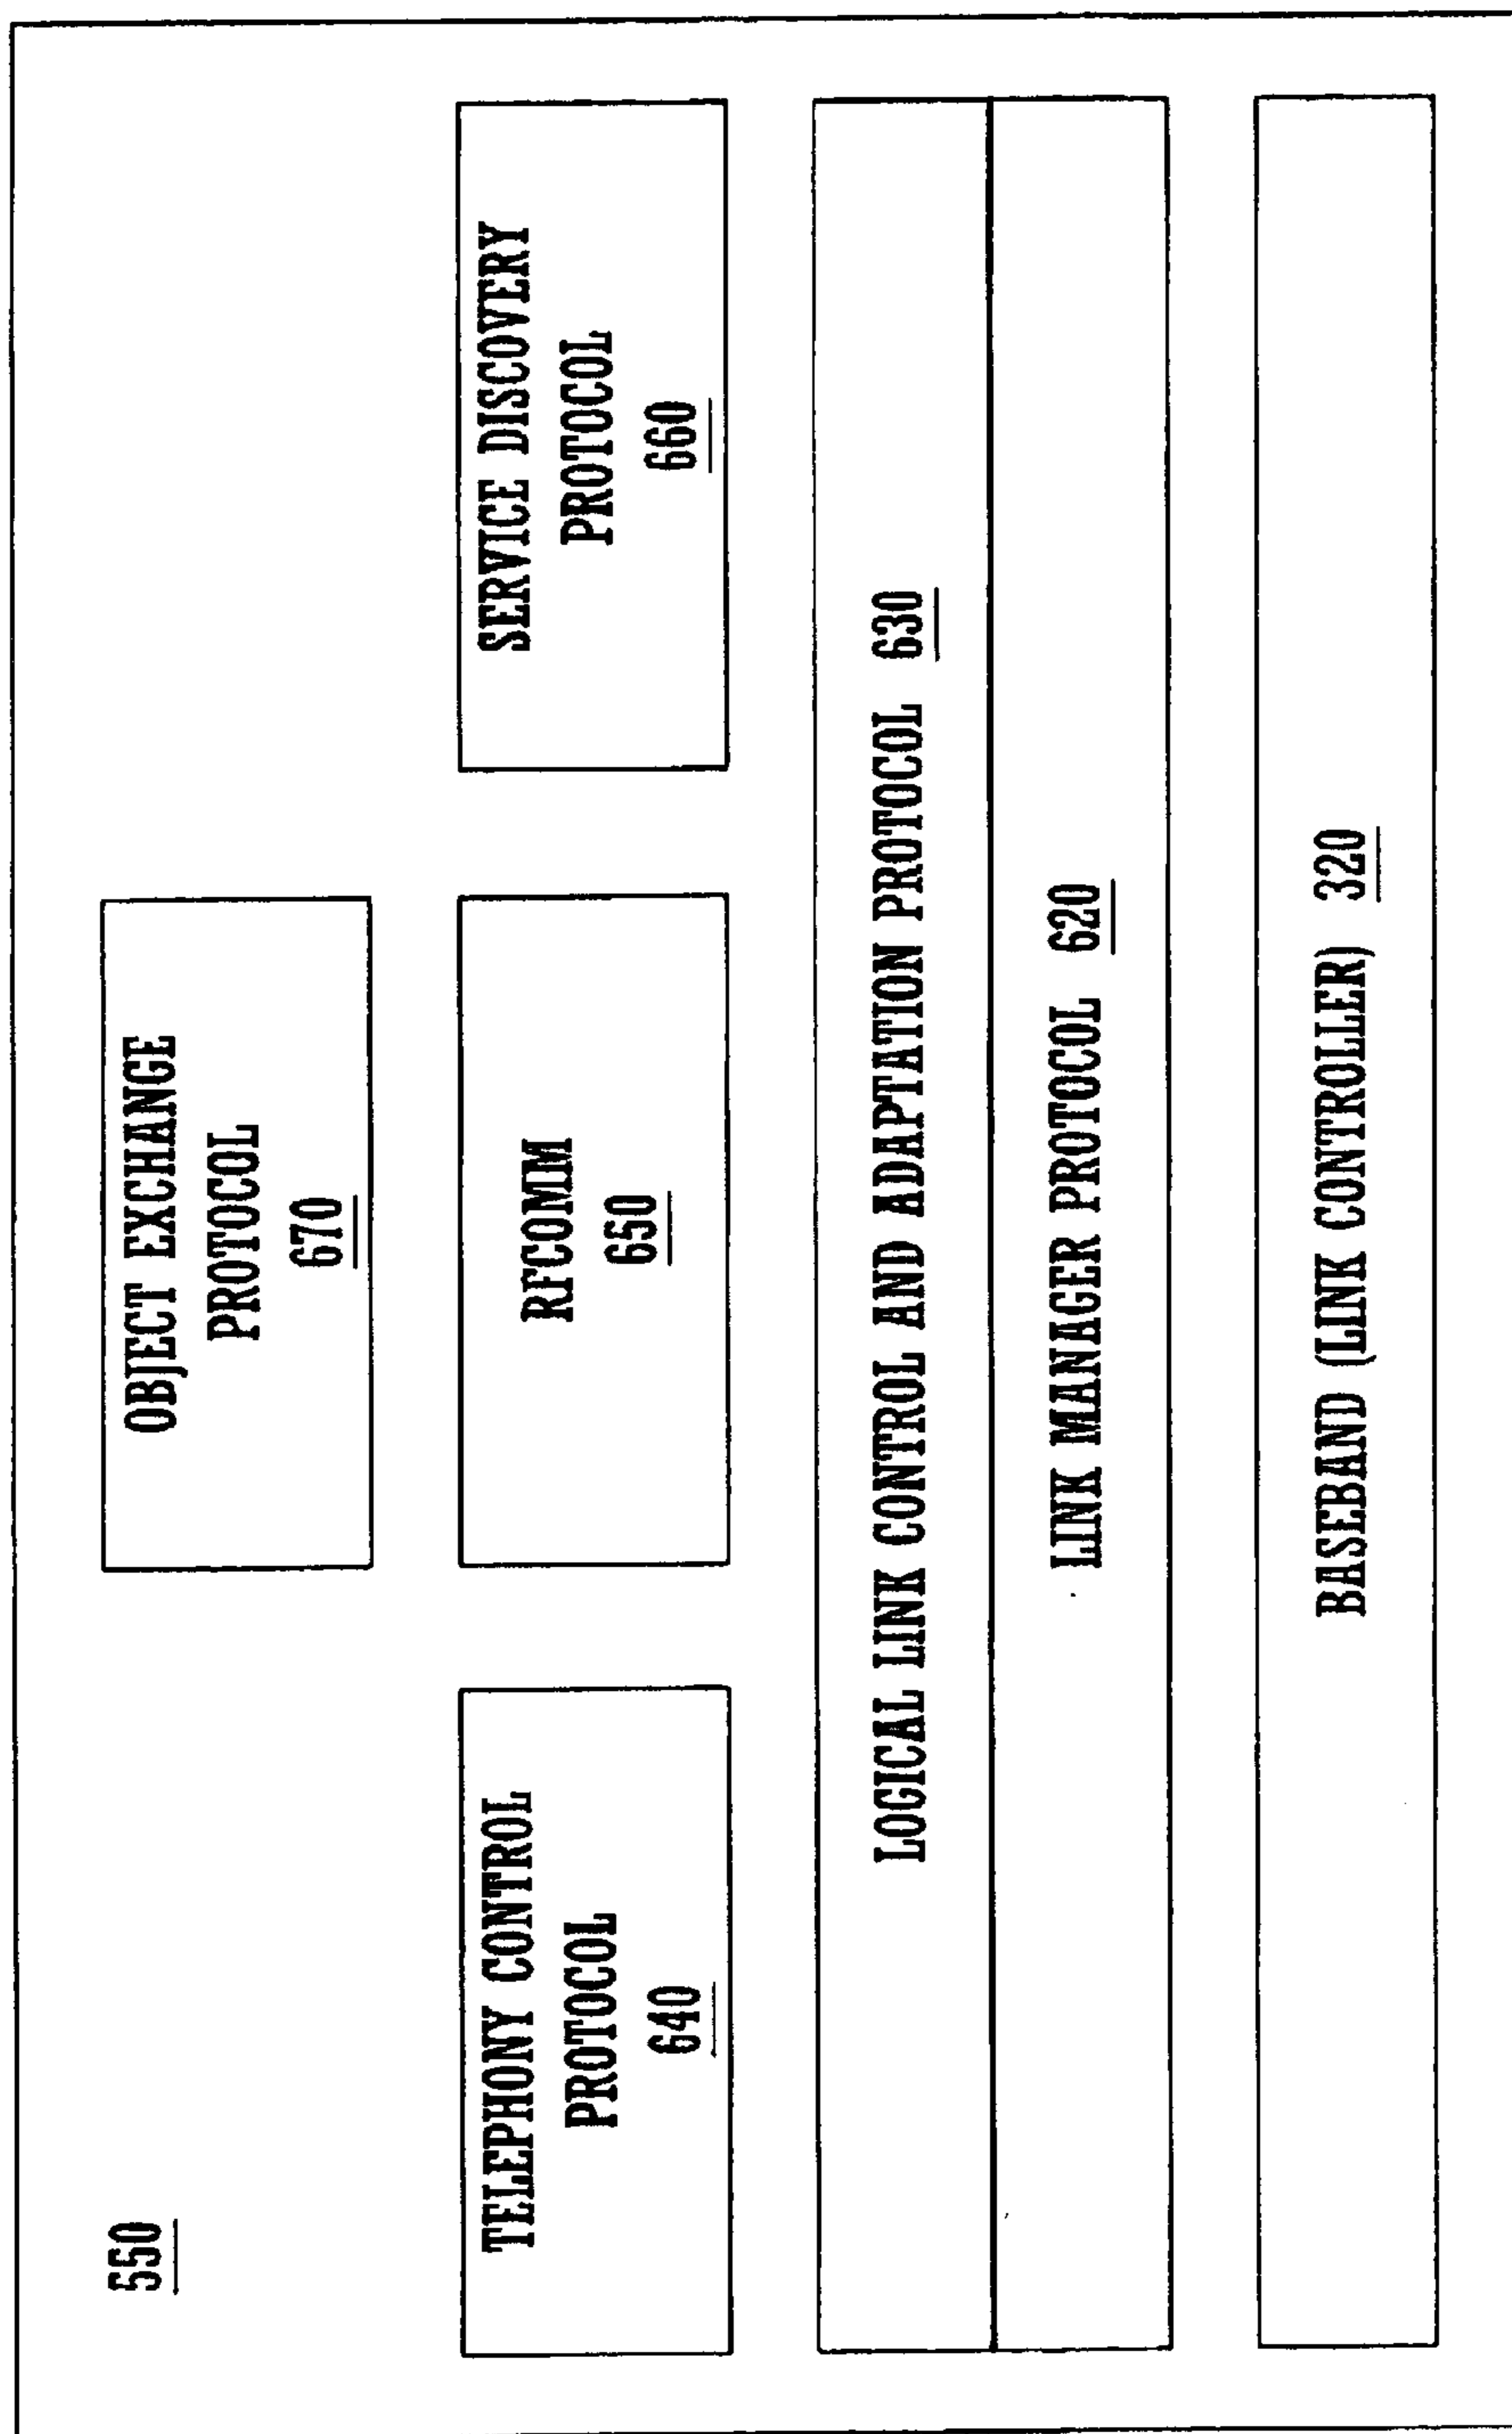 550
OBJECT EXCHANGE
PROTOCOL
670
TELEPHONY CONTROL
PROTOCOL
640
RFCOMM
650
SERVICE DISCOVERY
PROTOCOL
660
LOGICAL LINK CONTROL AND ADAPTATION PROTOCOL 630
LINK MANAGER PROTOCOL 620
BASEBAND (LINK CONTROLLER) 320